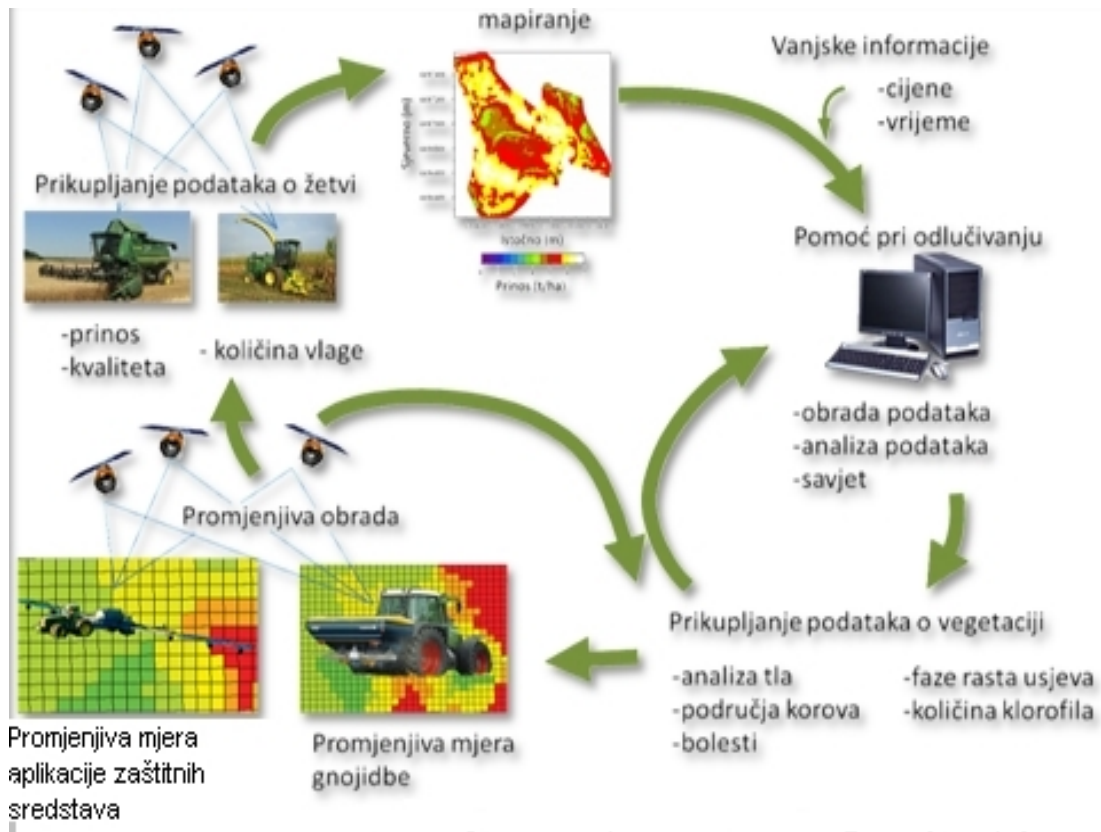 mapiranje
Vanjske informacije
-cijene
-vrijeme
Prikupljanje podataka o žetvi
Sjeverno (m)
Istočno (m)
Prinos (t/ha)
Pomoć pri odlučivanju
-prinos
-kvaliteta
- količina vlage
-obrada podataka
-analiza podataka
-savjet
Promjenjiva obrada
Prikupljanje podataka o vegetaciji
-analiza tla
-područja korova
-bolesti
-faze rasta usjeva
-količina klorofila
Promjenjiva mjera
aplikacije zaštitnih
sredstava
Promjenjiva mjera
gnojidbe